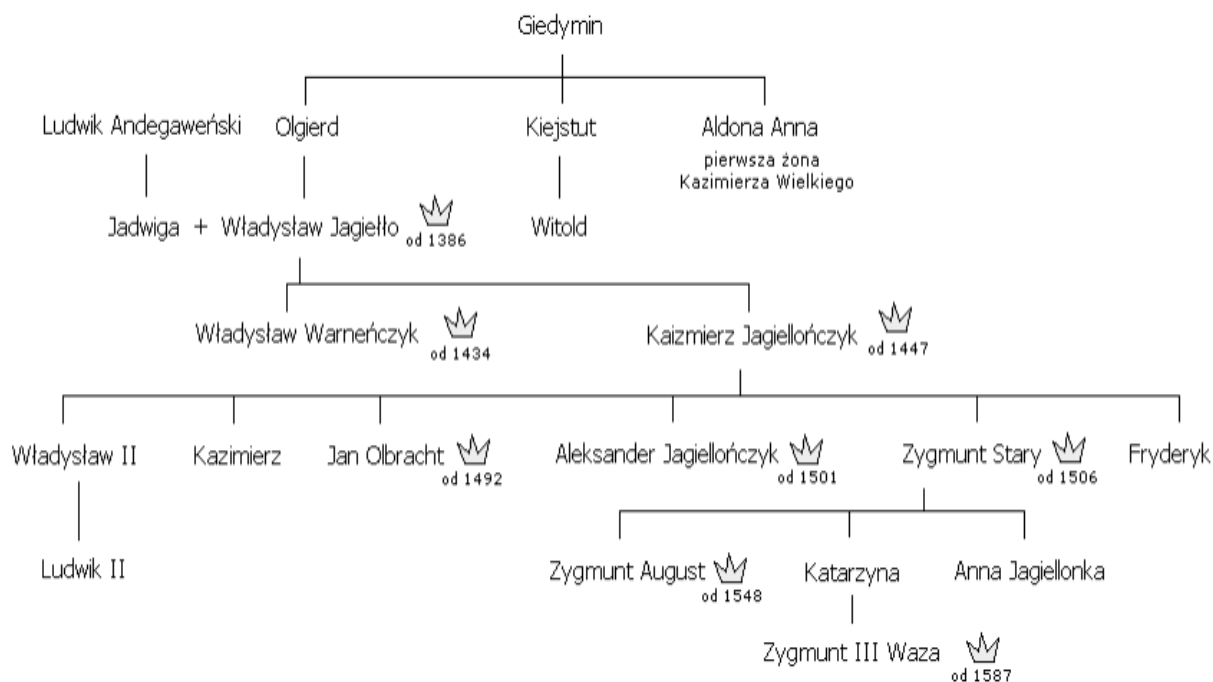 Giedymin
Ludwik Andegaweński Olgierd Kiejstut Aldona Anna
pierwsza żona
Kazimierza Wielkiego
Jadwiga + Władysław Jagiełło od 1386 Witold
Władysław Warneńczyk od 1434 Kaizmierz Jagiellończyk od 1447
Władysław II Kazimierz Jan Olbracht od 1492 Aleksander Jagiellończyk od 1501 Zygmunt Stary od 1506 Fryderyk
Ludwik II Zygmunt August od 1548 Katarzyna Anna Jagiellonka
Zygmunt III Waza od 1587